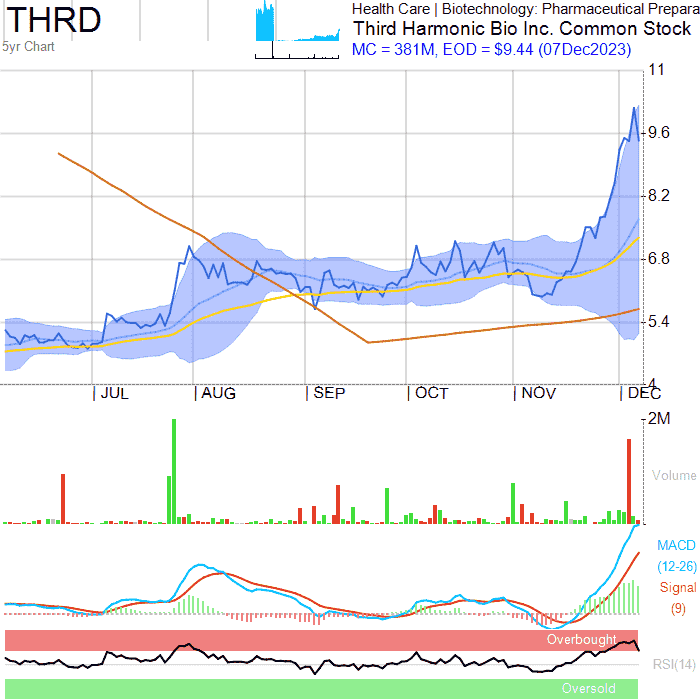 THRD
5yr Chart
Health Care | Biotechnology: Pharmaceutical Prepara
Third Harmonic Bio Inc. Common Stock
MC = 381M, EOD = $9.44 (07Dec2023)
11
9.6
8.2
6.8
5.4
4
JUL
AUG
SEP
OCT
NOV
DEC
2M
Volume
MACD
(12-26)
Signal
(9)
Overbought
RSI(14)
Oversold